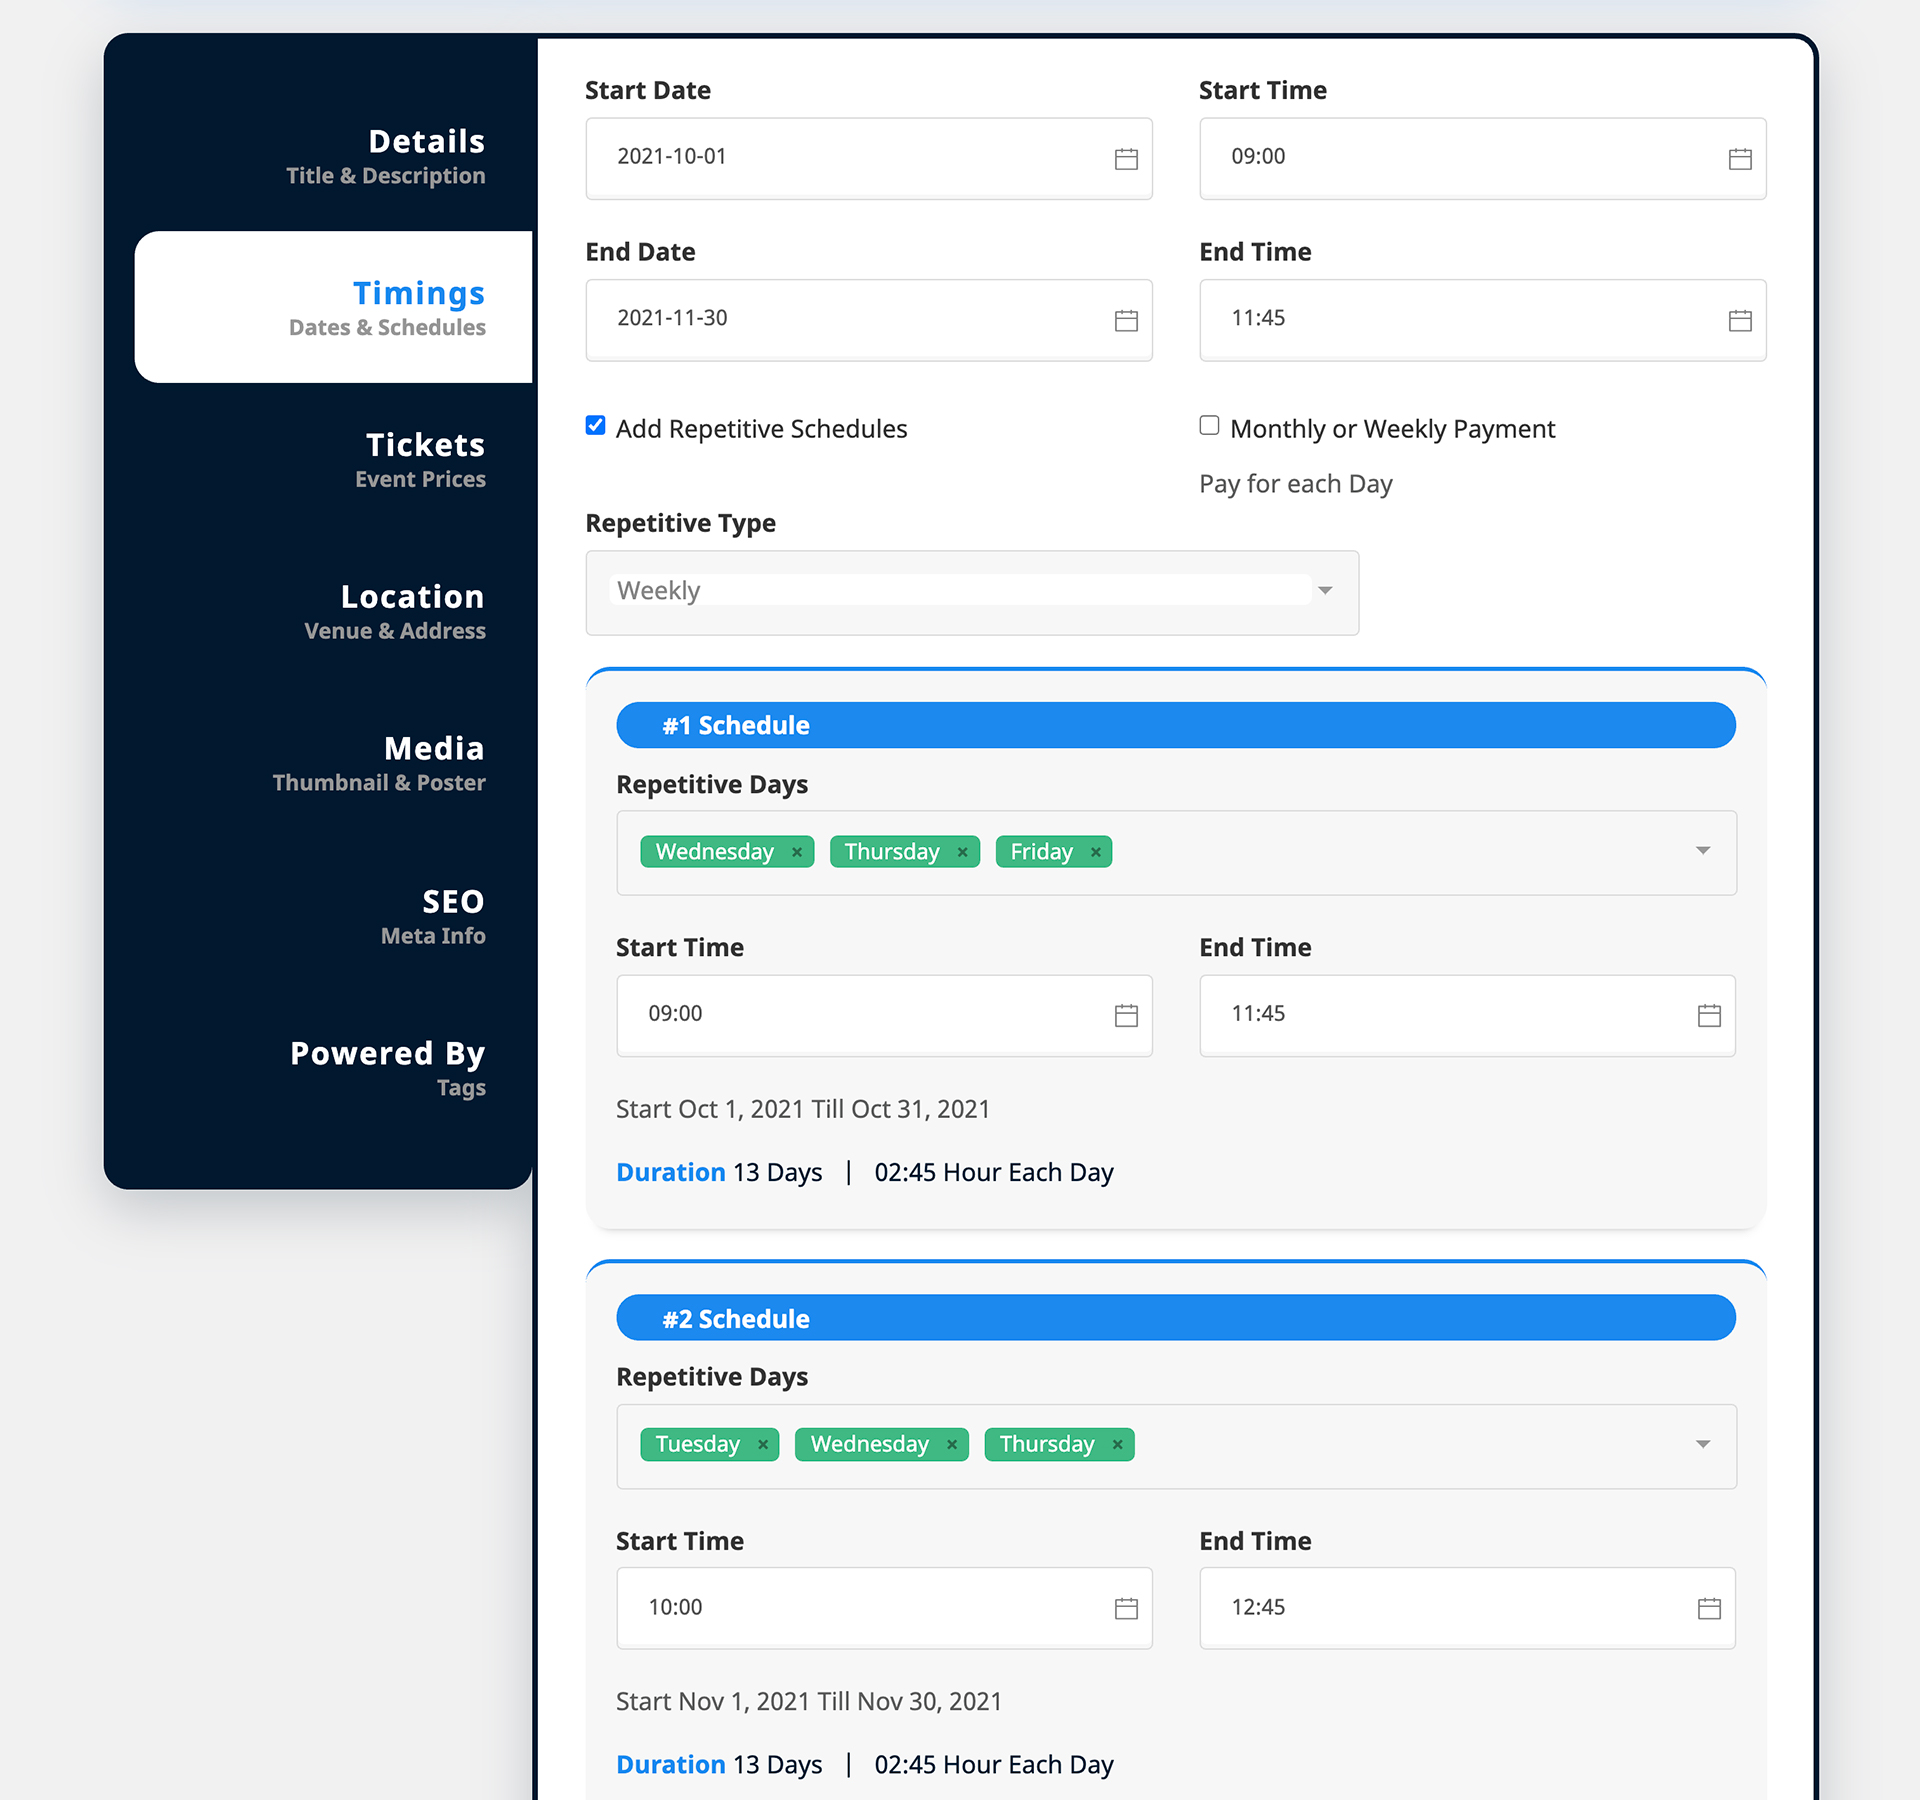 Details
Title & Description
Timings
Dates & Schedules
Tickets
Event Prices
Location
Venue & Address
Media
Thumbnail & Poster
SEO
Meta Info
Powered By
Tags
Start Date
Start Time
2021-10-01
09:00
End Date
End Time
2021-11-30
11:45
Add Repetitive Schedules
Monthly or Weekly Payment
Pay for each Day
Repetitive Type
Weekly
#1 Schedule
Repetitive Days
Wednesday × Thursday × Friday ×
Start Time
End Time
09:00
11:45
Start Oct 1, 2021 Till Oct 31, 2021
Duration 13 Days | 02:45 Hour Each Day
#2 Schedule
Repetitive Days
Tuesday × Wednesday × Thursday ×
Start Time
End Time
10:00
12:45
Start Nov 1, 2021 Till Nov 30, 2021
Duration 13 Days | 02:45 Hour Each Day